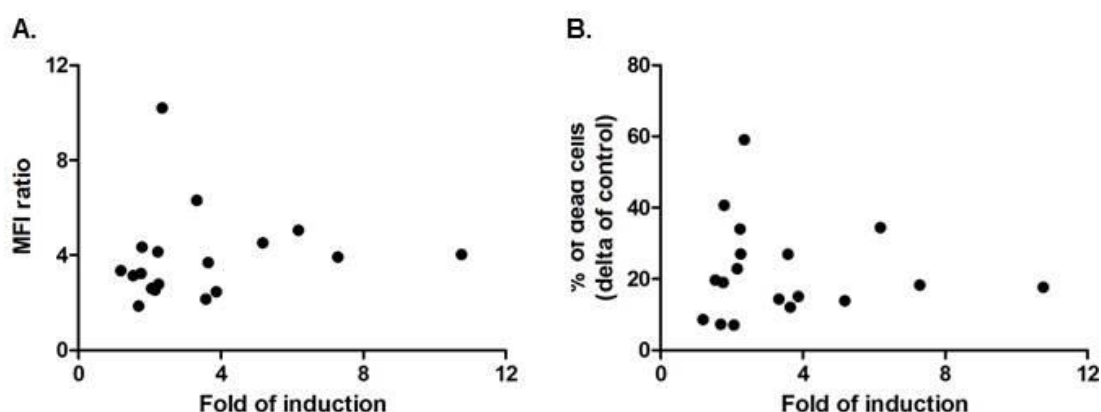 A.
12
8
4
0
MFI ratio
0 4 8 12
Fold of induction
B.
80
60
40
20
0
% of dead cells
(delta of control)
0 4 8 12
Fold of induction